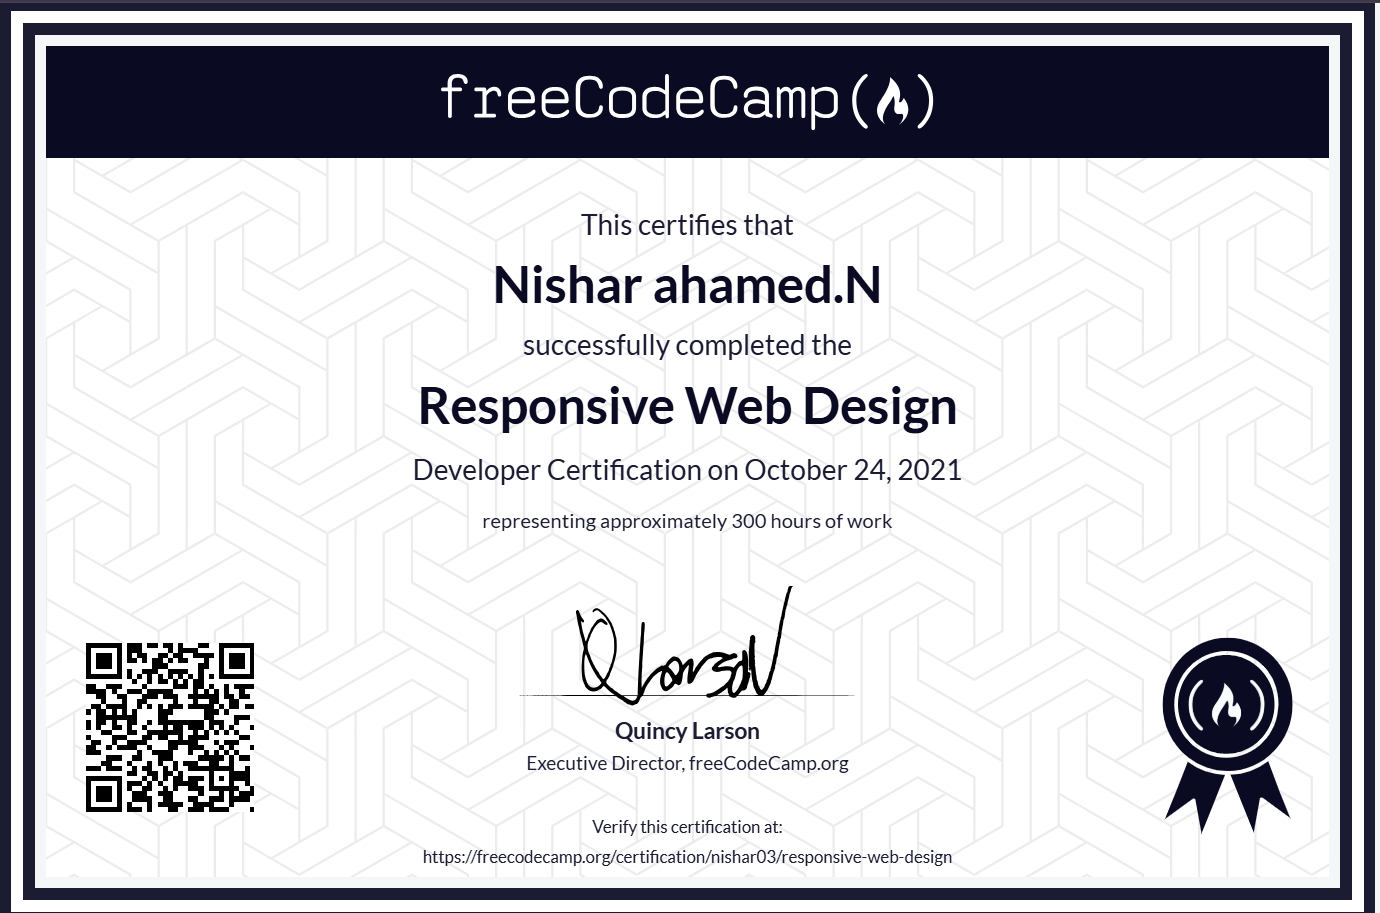 freeCodeCamp
This certifies that
Nishar ahamed.N
successfully completed the
Responsive Web Design
Developer Certification on October 24, 2021
representing approximately 300 hours of work
Quincy Larson
Executive Director, freeCodeCamp.org
Verify this certification at:
https://freecodecamp.org/certification/nishar03/responsive-web-design